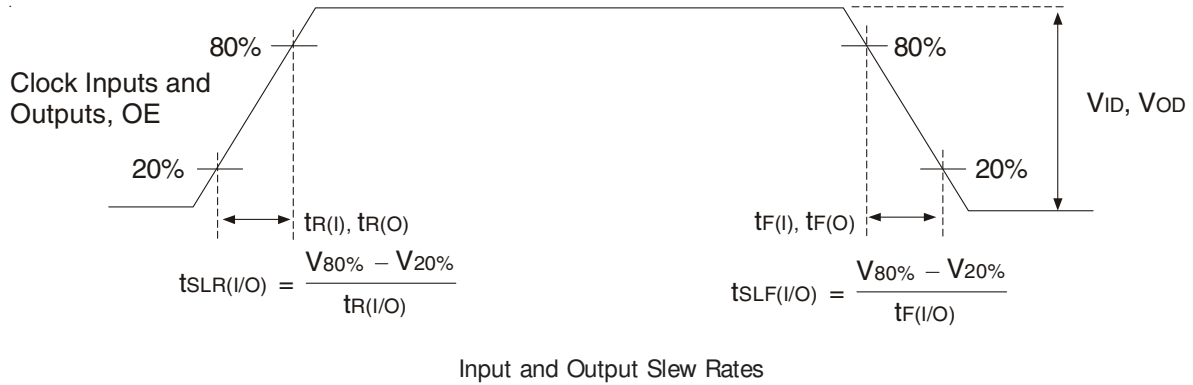 80%
80%
Clock Inputs and
Outputs, OE
VID, VOD
20%
20%
tR(I), tR(O)
tF(I), tF(O)
tSLR(I/O) = V80% – V20%
tR(I/O)
tSLF(I/O) = V80% – V20%
tF(I/O)
Input and Output Slew Rates